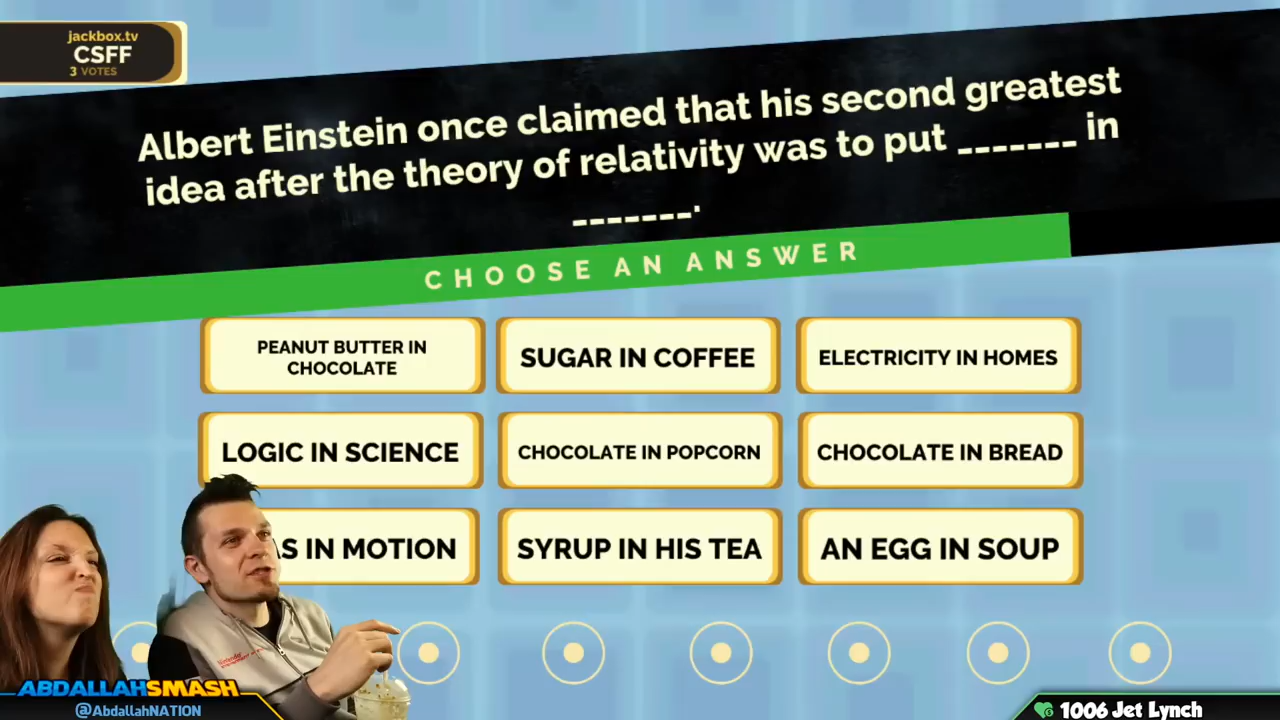 jackbox.tv
CSFF
3 VOTES
Albert Einstein once claimed that his second greatest
idea after the theory of relativity was to put _______ in
_______.
CHOOSE AN ANSWER
PEANUT BUTTER IN
CHOCOLATE
SUGAR IN COFFEE
ELECTRICITY IN HOMES
LOGIC IN SCIENCE
CHOCOLATE IN POPCORN
CHOCOLATE IN BREAD
IN MOTION
SYRUP IN HIS TEA
AN EGG IN SOUP
Nintendo
ABDALLAHSMASH
@AbdallahNATION
1006 Jet Lynch